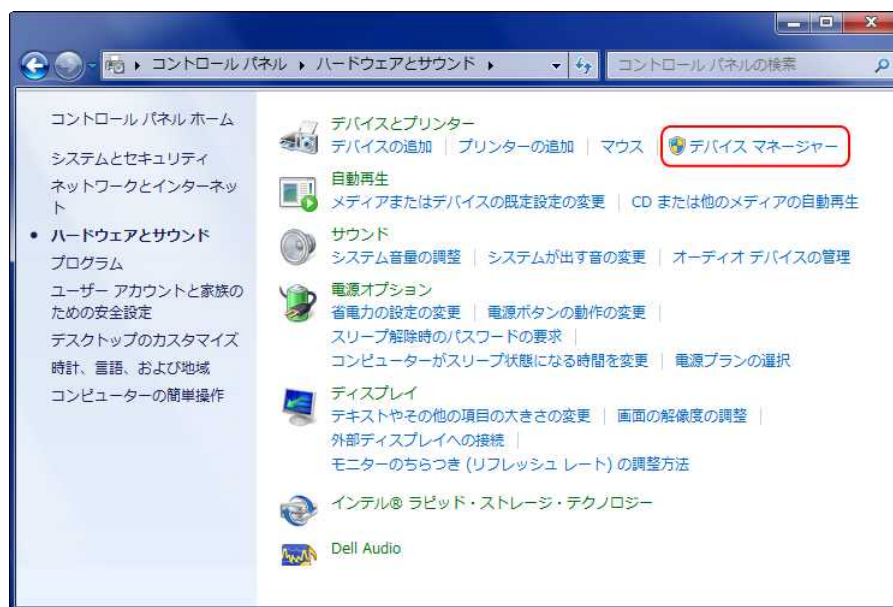 コントロール パネル ▸ ハードウェアとサウンド ▸
コントロール パネルの検索
コントロール パネル ホーム
システムとセキュリティ
ネットワークとインターネッ
ト
• ハードウェアとサウンド
プログラム
ユーザー アカウントと家族の
ための安全設定
デスクトップのカスタマイズ
時計、言語、および地域
コンピューターの簡単操作
デバイスとプリンター
デバイスの追加 | プリンターの追加 | マウス | デバイス マネージャー
自動再生
メディアまたはデバイスの既定設定の変更 | CD または他のメディアの自動再生
サウンド
システム音量の調整 | システムが出す音の変更 | オーディオ デバイスの管理
電源オプション
省電力の設定の変更 | 電源ボタンの動作の変更 |
スリープ解除時のパスワードの要求 |
コンピューターがスリープ状態になる時間を変更 | 電源プランの選択
ディスプレイ
テキストやその他の項目の大きさの変更 | 画面の解像度の調整 |
外部ディスプレイへの接続 |
モニターのちらつき (リフレッシュ レート) の調整方法
インテル® ラピッド・ストレージ・テクノロジー
Dell Audio